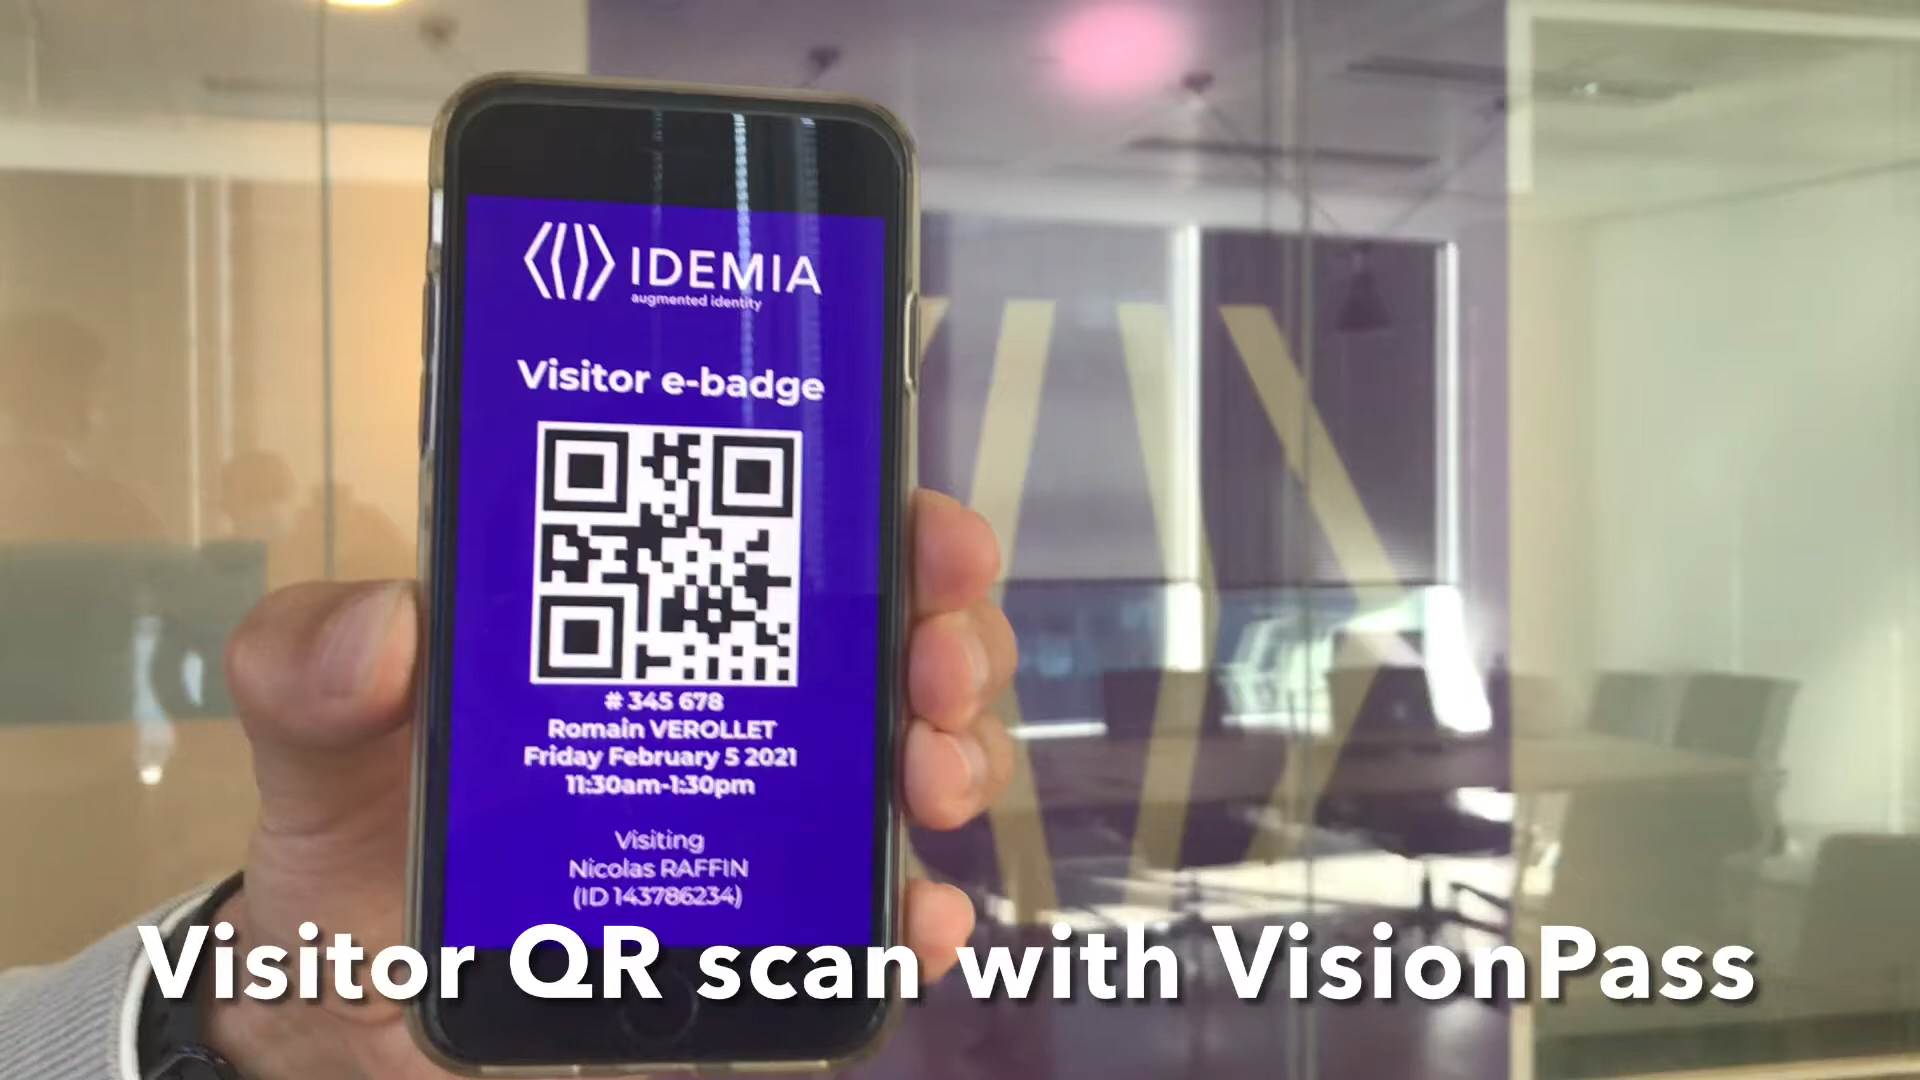 IDEMIA
augmented identity
Visitor e-badge
# 345 678
Romain VEROLLET
Friday February 5 2021
11:30am-1:30pm
Visiting
Nicolas RAFFIN
(ID 143786234)
Visitor QR scan with VisionPass